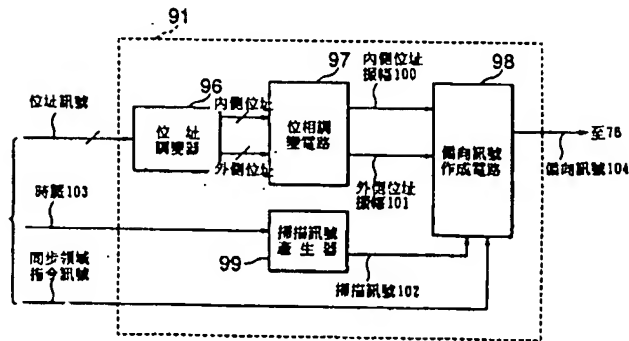 91
96
97
98
位址訊號
位 址
調變器
內側位址
外側位址
位相調
變電路
內側位址
振幅100
外側位址
振幅101
偏向訊號
作成電路
至78
偏向訊號104
時鐘103
掃描訊號
產生器
99
掃描訊號102
同步領域
指令訊號